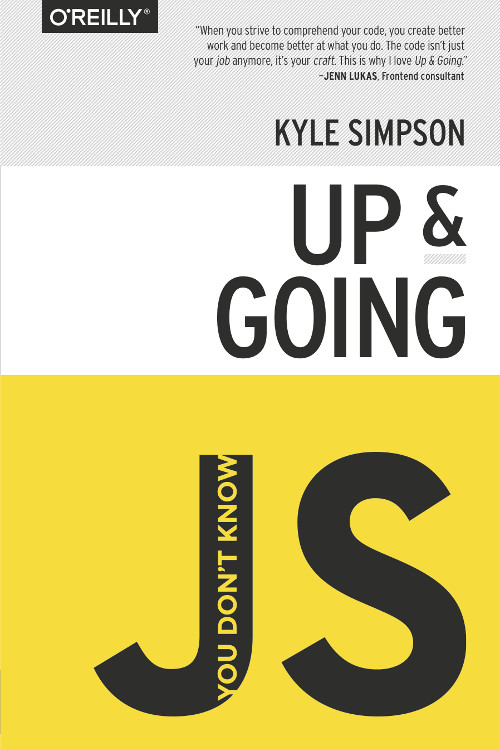 O'REILLY®
"When you strive to comprehend your code, you create better
work and become better at what you do. The code isn't just
your job anymore, it's your craft. This is why I love Up & Going."
–JENN LUKAS, Frontend consultant
KYLE SIMPSON
UP &
GOING
YOU DON'T KNOW
JS